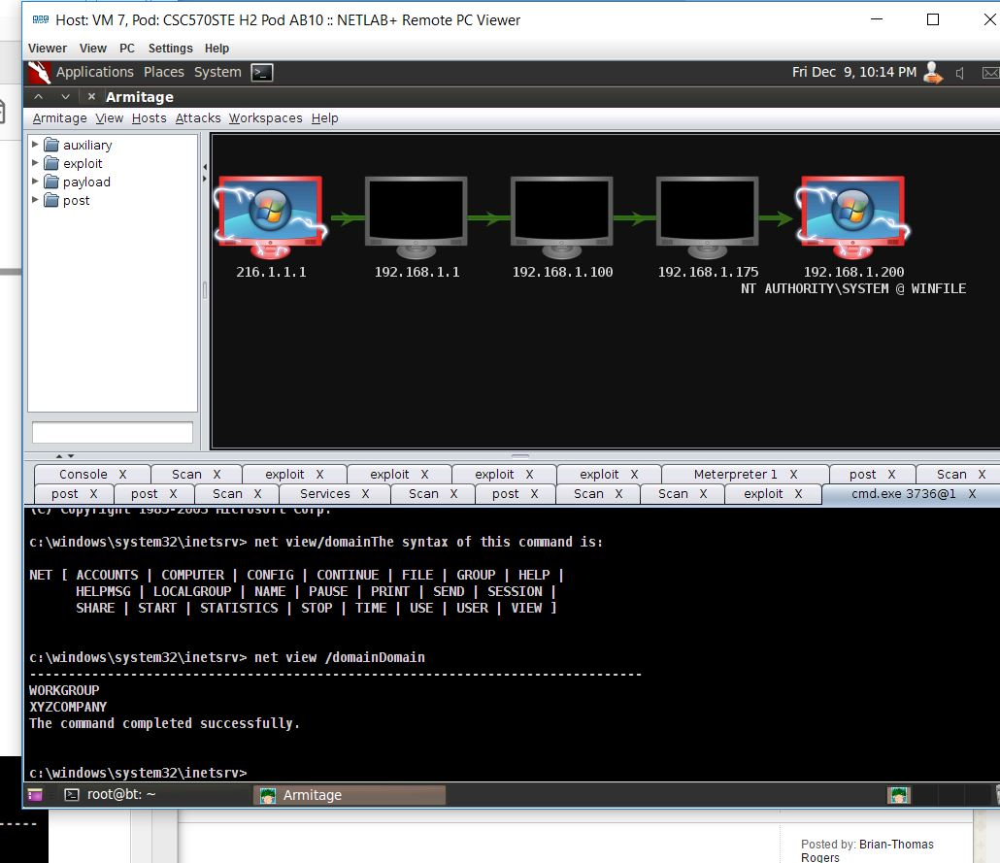 Host: VM 7, Pod: CSC570STE H2 Pod AB10 :: NETLAB+ Remote PC Viewer
Viewer View PC Settings Help
Applications Places System Fri Dec 9, 10:14 PM
Armitage
Armitage View Hosts Attacks Workspaces Help
auxiliary
exploit
payload
post
216.1.1.1 192.168.1.1 192.168.1.100 192.168.1.175 192.168.1.200
NT AUTHORITY\SYSTEM @ WINFILE
Console X Scan X exploit X exploit X exploit X exploit X Meterpreter 1 X post X Scan X
post X post X Scan X Services X Scan X post X Scan X Scan X exploit X cmd.exe 3736@1 X
(C) Copyright 1985-2003 Microsoft Corp.
c:\windows\system32\inetsrv> net view/domainThe syntax of this command is:
NET [ ACCOUNTS | COMPUTER | CONFIG | CONTINUE | FILE | GROUP | HELP |
HELPMSG | LOCALGROUP | NAME | PAUSE | PRINT | SEND | SESSION |
SHARE | START | STATISTICS | STOP | TIME | USE | USER | VIEW ]
c:\windows\system32\inetsrv> net view /domainDomain
-------------------------------------------------------------------------------
WORKGROUP
XYZCOMPANY
The command completed successfully.
c:\windows\system32\inetsrv>
root@bt: ~ Armitage
Posted by: Brian-Thomas
Rogers